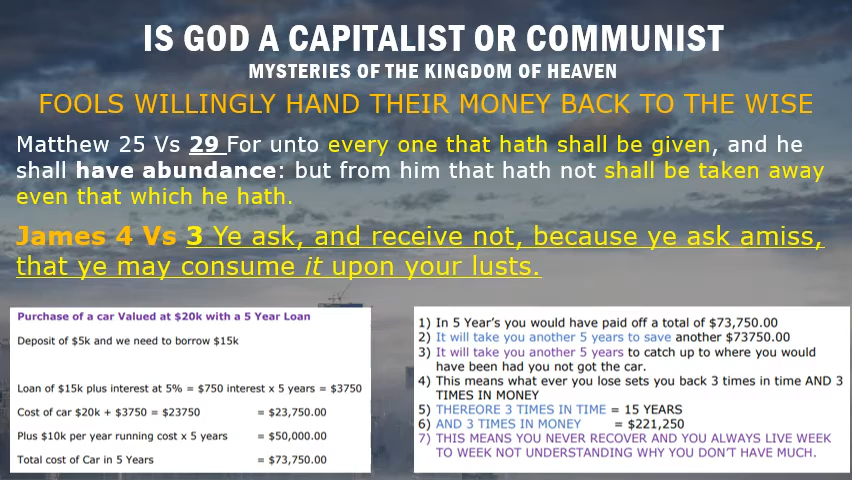 IS GOD A CAPITALIST OR COMMUNIST
MYSTERIES OF THE KINGDOM OF HEAVEN
FOOLS WILLINGLY HAND THEIR MONEY BACK TO THE WISE
Matthew 25 Vs 29 For unto every one that hath shall be given, and he
shall have abundance: but from him that hath not shall be taken away
even that which he hath.
James 4 Vs 3 Ye ask, and receive not, because ye ask amiss,
that ye may consume it upon your lusts.
Purchase of a car Valued at $20k with a 5 Year Loan
Deposit of $5k and we need to borrow $15k
Loan of $15k plus interest at 5% = $750 interest x 5 years = $3750
Cost of car $20k + $3750 = $23750 = $23,750.00
Plus $10k per year running cost x 5 years = $50,000.00
Total cost of Car in 5 Years = $73,750.00
1) In 5 Year's you would have paid off a total of $73,750.00
2) It will take you another 5 years to save another $73750.00
3) It will take you another 5 years to catch up to where you would
have been had you not got the car.
4) This means what ever you lose sets you back 3 times in time AND 3
TIMES IN MONEY
5) THEREORE 3 TIMES IN TIME = 15 YEARS
6) AND 3 TIMES IN MONEY = $221,250
7) THIS MEANS YOU NEVER RECOVER AND YOU ALWAYS LIVE WEEK
TO WEEK NOT UNDERSTANDING WHY YOU DON'T HAVE MUCH.